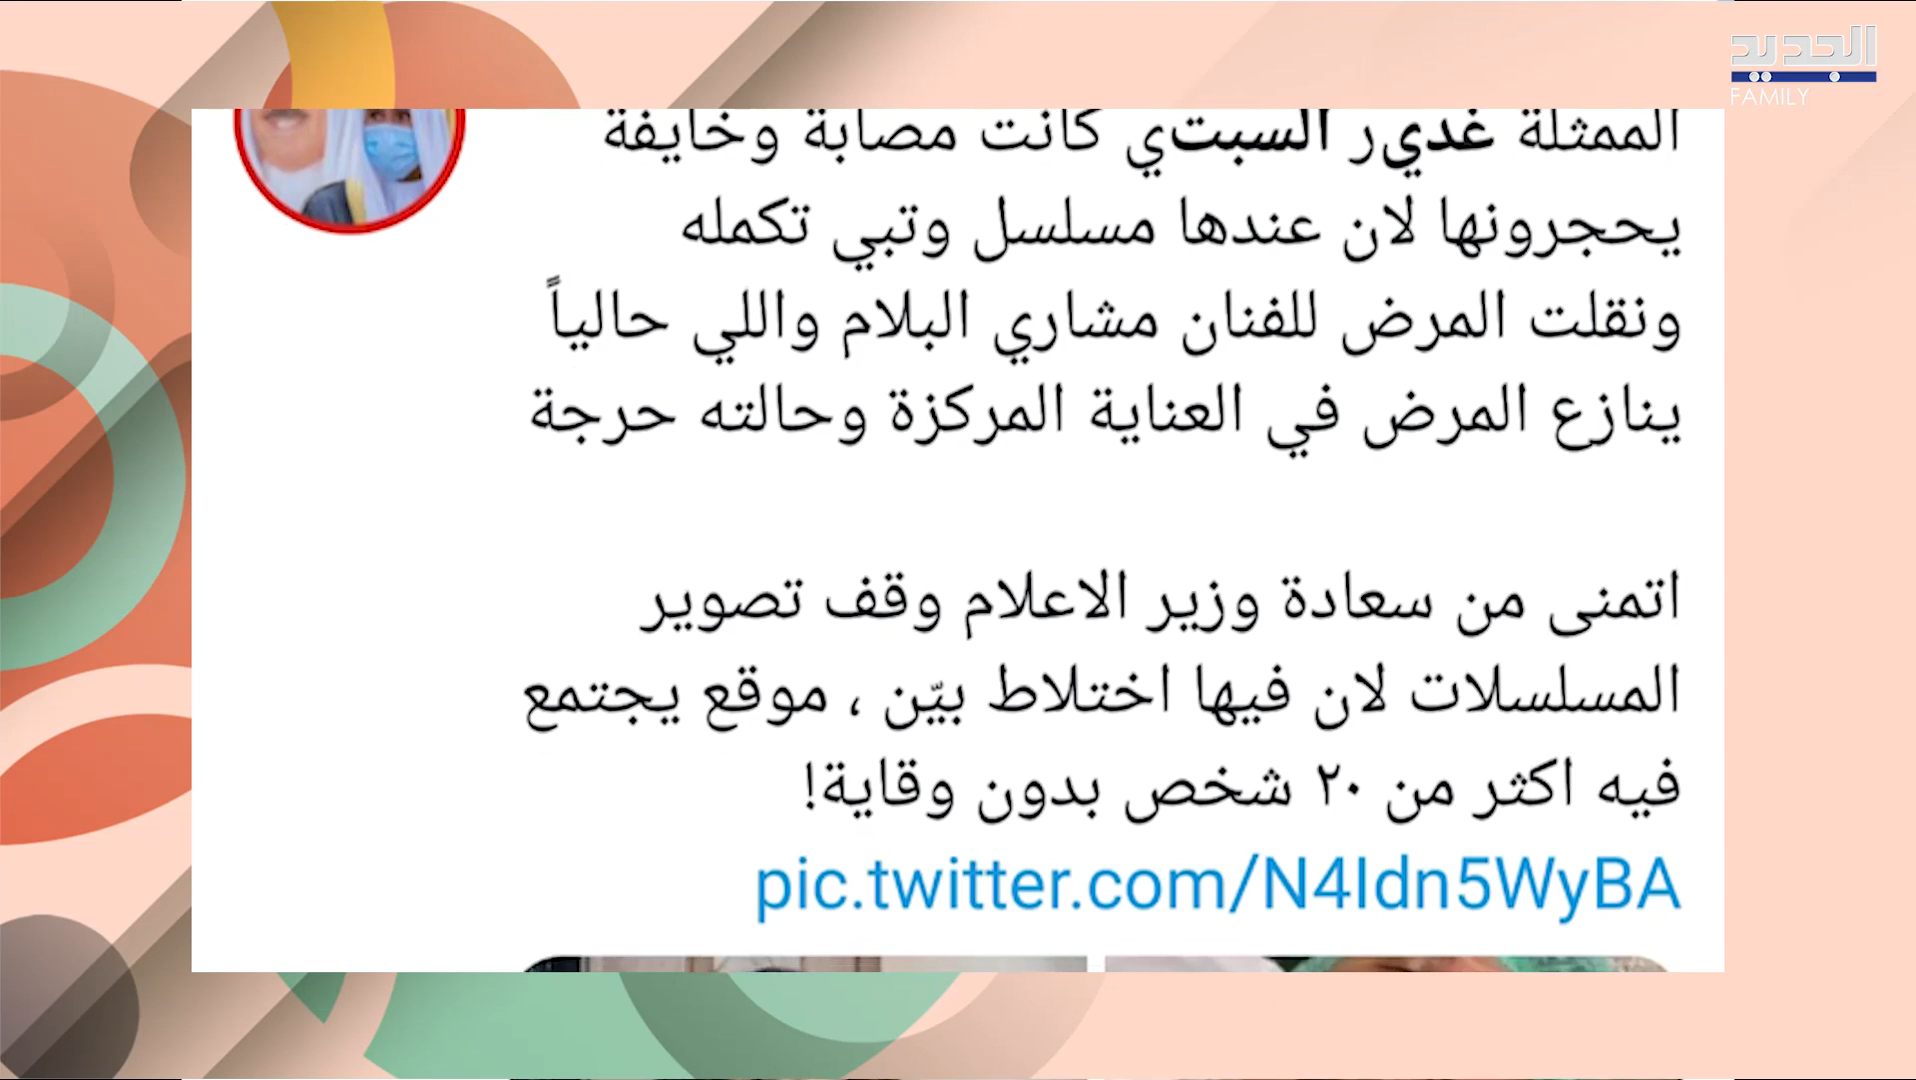 الجديد
FAMILY
الممثلة غدير السبتي كانت مصابة وخايفة
يحجرونها لان عندها مسلسل وتبي تكمله
ونقلت المرض للفنان مشاري البلام واللي حالياً
ينازع المرض في العناية المركزة وحالته حرجة
اتمنى من سعادة وزير الاعلام وقف تصوير
المسلسلات لان فيها اختلاط بيّن ، موقع يجتمع
فيه اكثر من ٢٠ شخص بدون وقاية!
pic.twitter.com/N4Idn5WyBA